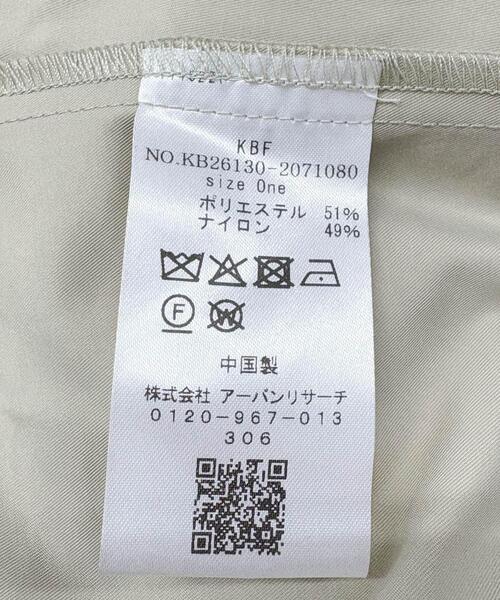 KBF
NO.KB26130-2071080
size One
ポリエステル 51%
ナイロン 49%
F W
中国製
株式会社 アーバンリサーチ
0120-967-013
306